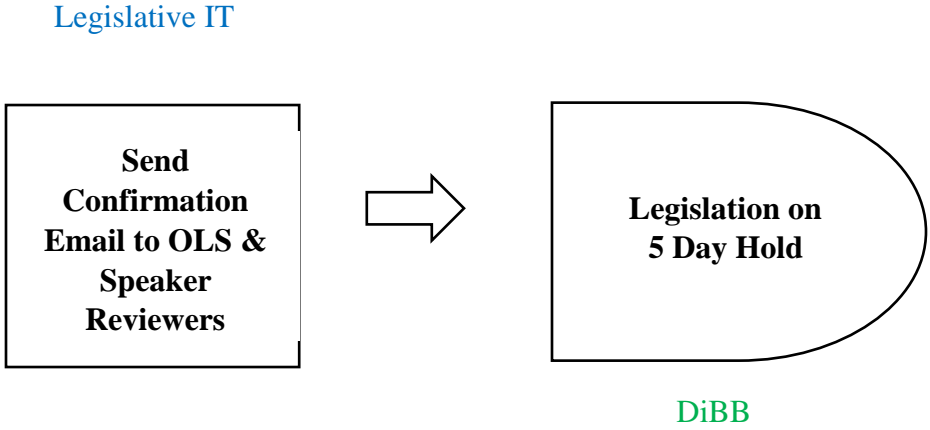 Legislative IT
Send
Confirmation
Email to OLS &
Speaker
Reviewers
Legislation on
5 Day Hold
DiBB